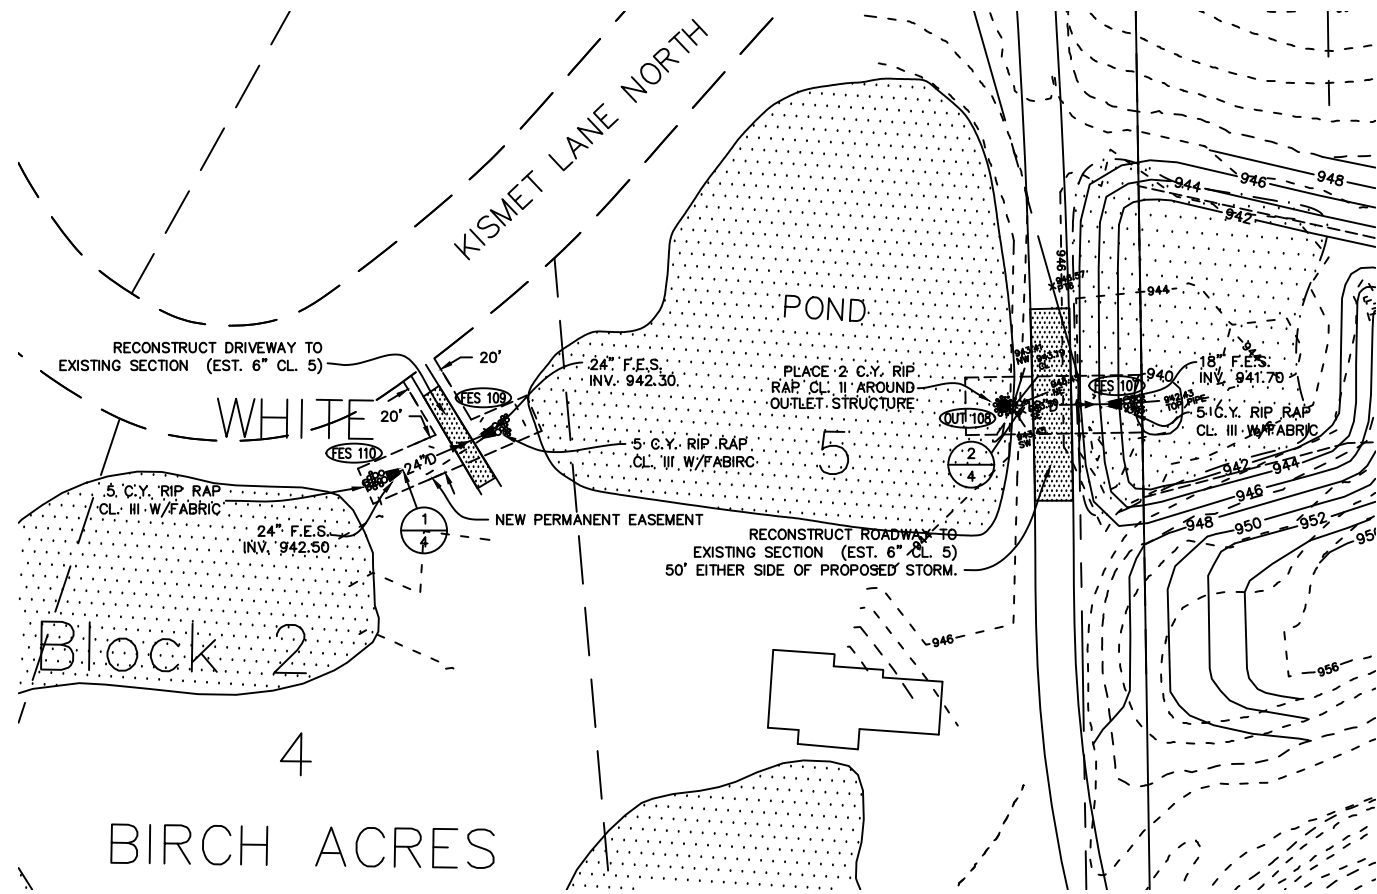 KISMET LANE NORTH
948
946
944
942
946
POND
944
RECONSTRUCT DRIVEWAY TO
EXISTING SECTION (EST. 6" CL. 5)
20'
24" F.E.S.
INV. 942.30
PLACE 2 C.Y. RIP
RAP CL. II AROUND
OUTLET STRUCTURE
18" F.E.S.
INV. 941.70
940
FES 107
FES 109
WHITE
20'
OUT 108
5 C.Y. RIP RAP
CL. III W/FABRIC
5
FES 110
24"
5 C.Y. RIP RAP
CL. III W/FABIRC
2
4
942
944
946
5 C.Y. RIP RAP
CL. III W/FABRIC
24" F.E.S.
INV. 942.50
1
4
NEW PERMANENT EASEMENT
948
950
952
RECONSTRUCT ROADWAY TO
EXISTING SECTION (EST. 6" CL. 5)
50' EITHER SIDE OF PROPOSED STORM.
Block 2
946
956
4
BIRCH ACRES